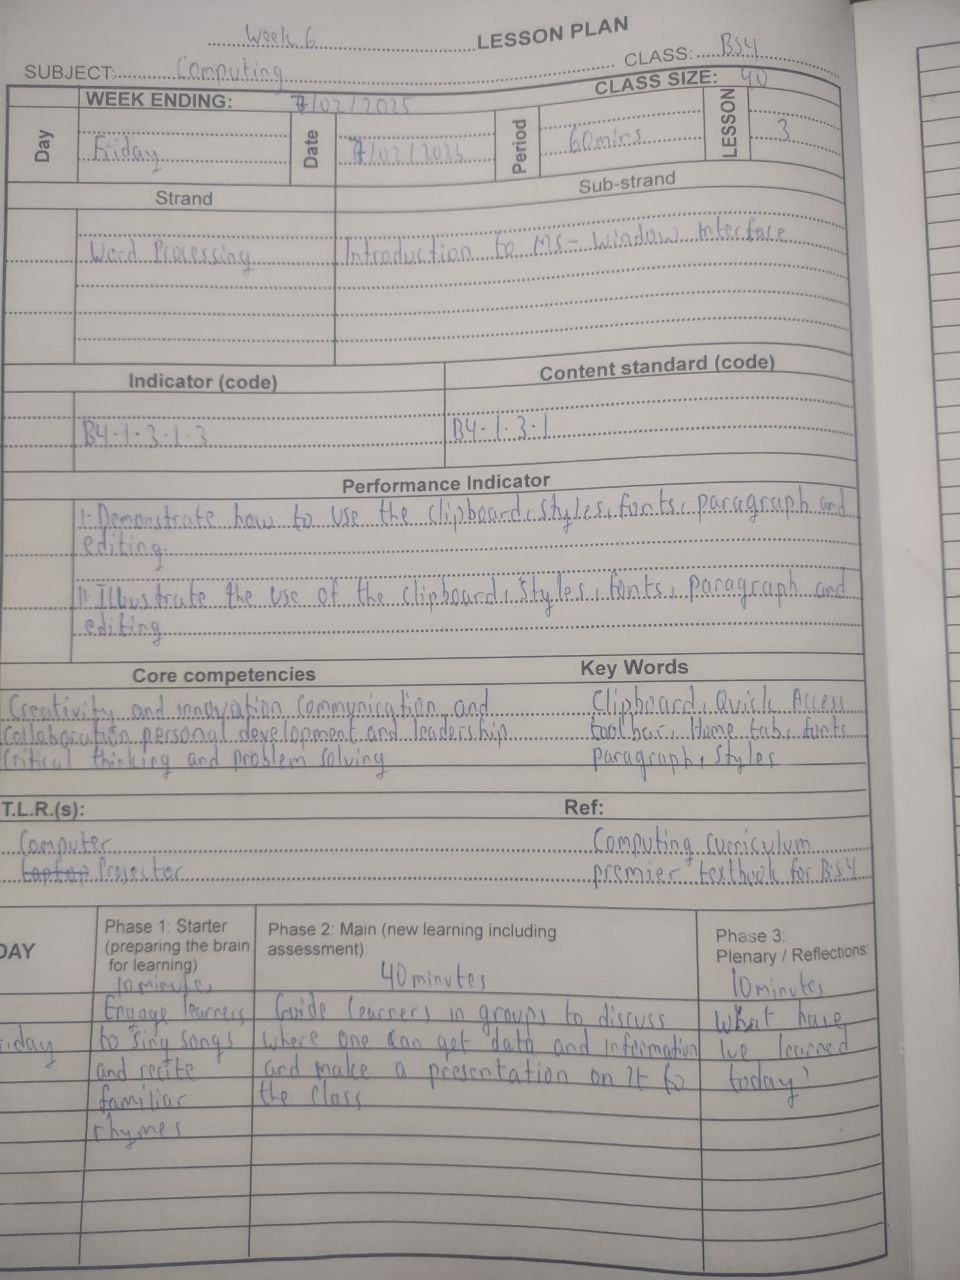 Week 6 LESSON PLAN
SUBJECT: Computing CLASS: BS4
WEEK ENDING: 7/02/2025 CLASS SIZE: 40
Day Friday Date 7/02/2025 Period 60mins LESSON 3
Strand Sub-strand
Word Processing Introduction to MS-Window Interface
Indicator (code) Content standard (code)
B4.1.3.1.3 B4.1.3.1
Performance Indicator
1. Demonstrate how to use the clipboard, styles, fonts, paragraph and
editing.
11. Illustrate the use of the clipboard, styles, fonts, paragraph and
editing
Core competencies Key Words
Creativity and innovation communication and Clipboard, Quick Access
collaboration personal development and leadership toolbar, Home tab, fonts
critical thinking and problem solving paragraph, styles
T.L.R.(s): Ref:
Computer Computing curriculum
Laptop Projector premier textbook for BS4
DAY Phase 1: Starter (preparing the brain for learning) Phase 2: Main (new learning including assessment) Phase 3: Plenary / Reflections
10 minutes 40 minutes 10 minutes
Engage learners Guide learners in groups to discuss What have
iday to sing songs where one can get data and information we learned
and recite and make a presentation on it to today?
familiar the class
rhymes